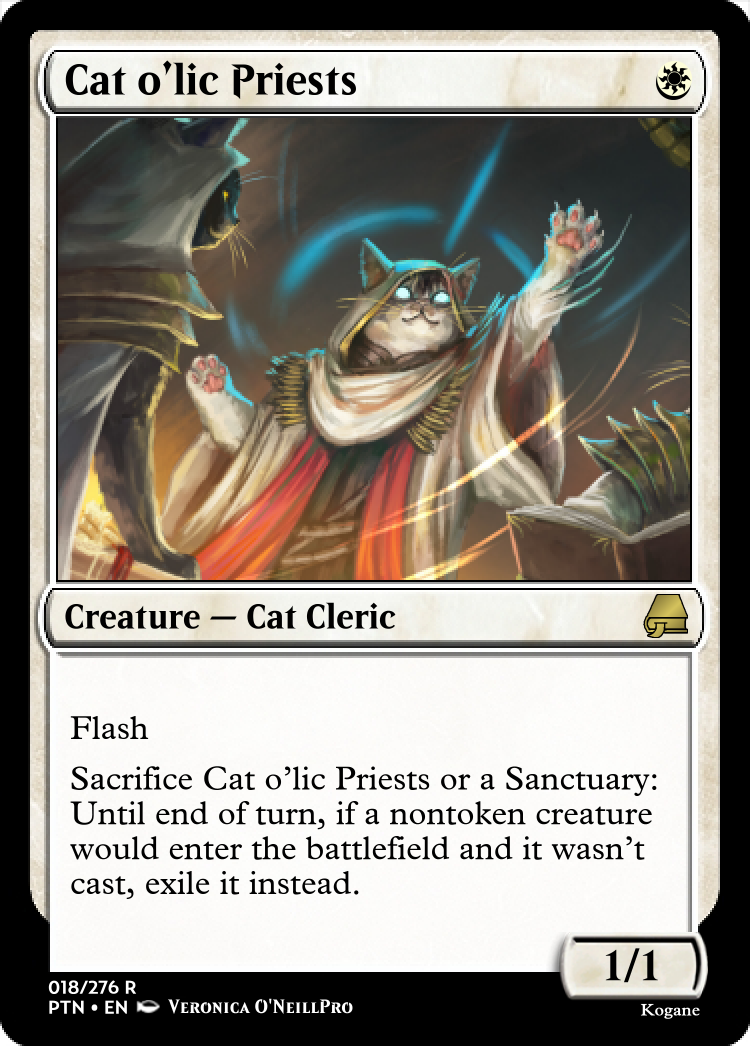 Cat o'lic Priests
Creature — Cat Cleric
Flash
Sacrifice Cat o’lic Priests or a Sanctuary:
Until end of turn, if a nontoken creature
would enter the battlefield and it wasn’t
cast, exile it instead.
1/1
018/276 R
PTN • EN Veronica O'NeillPro
Kogane